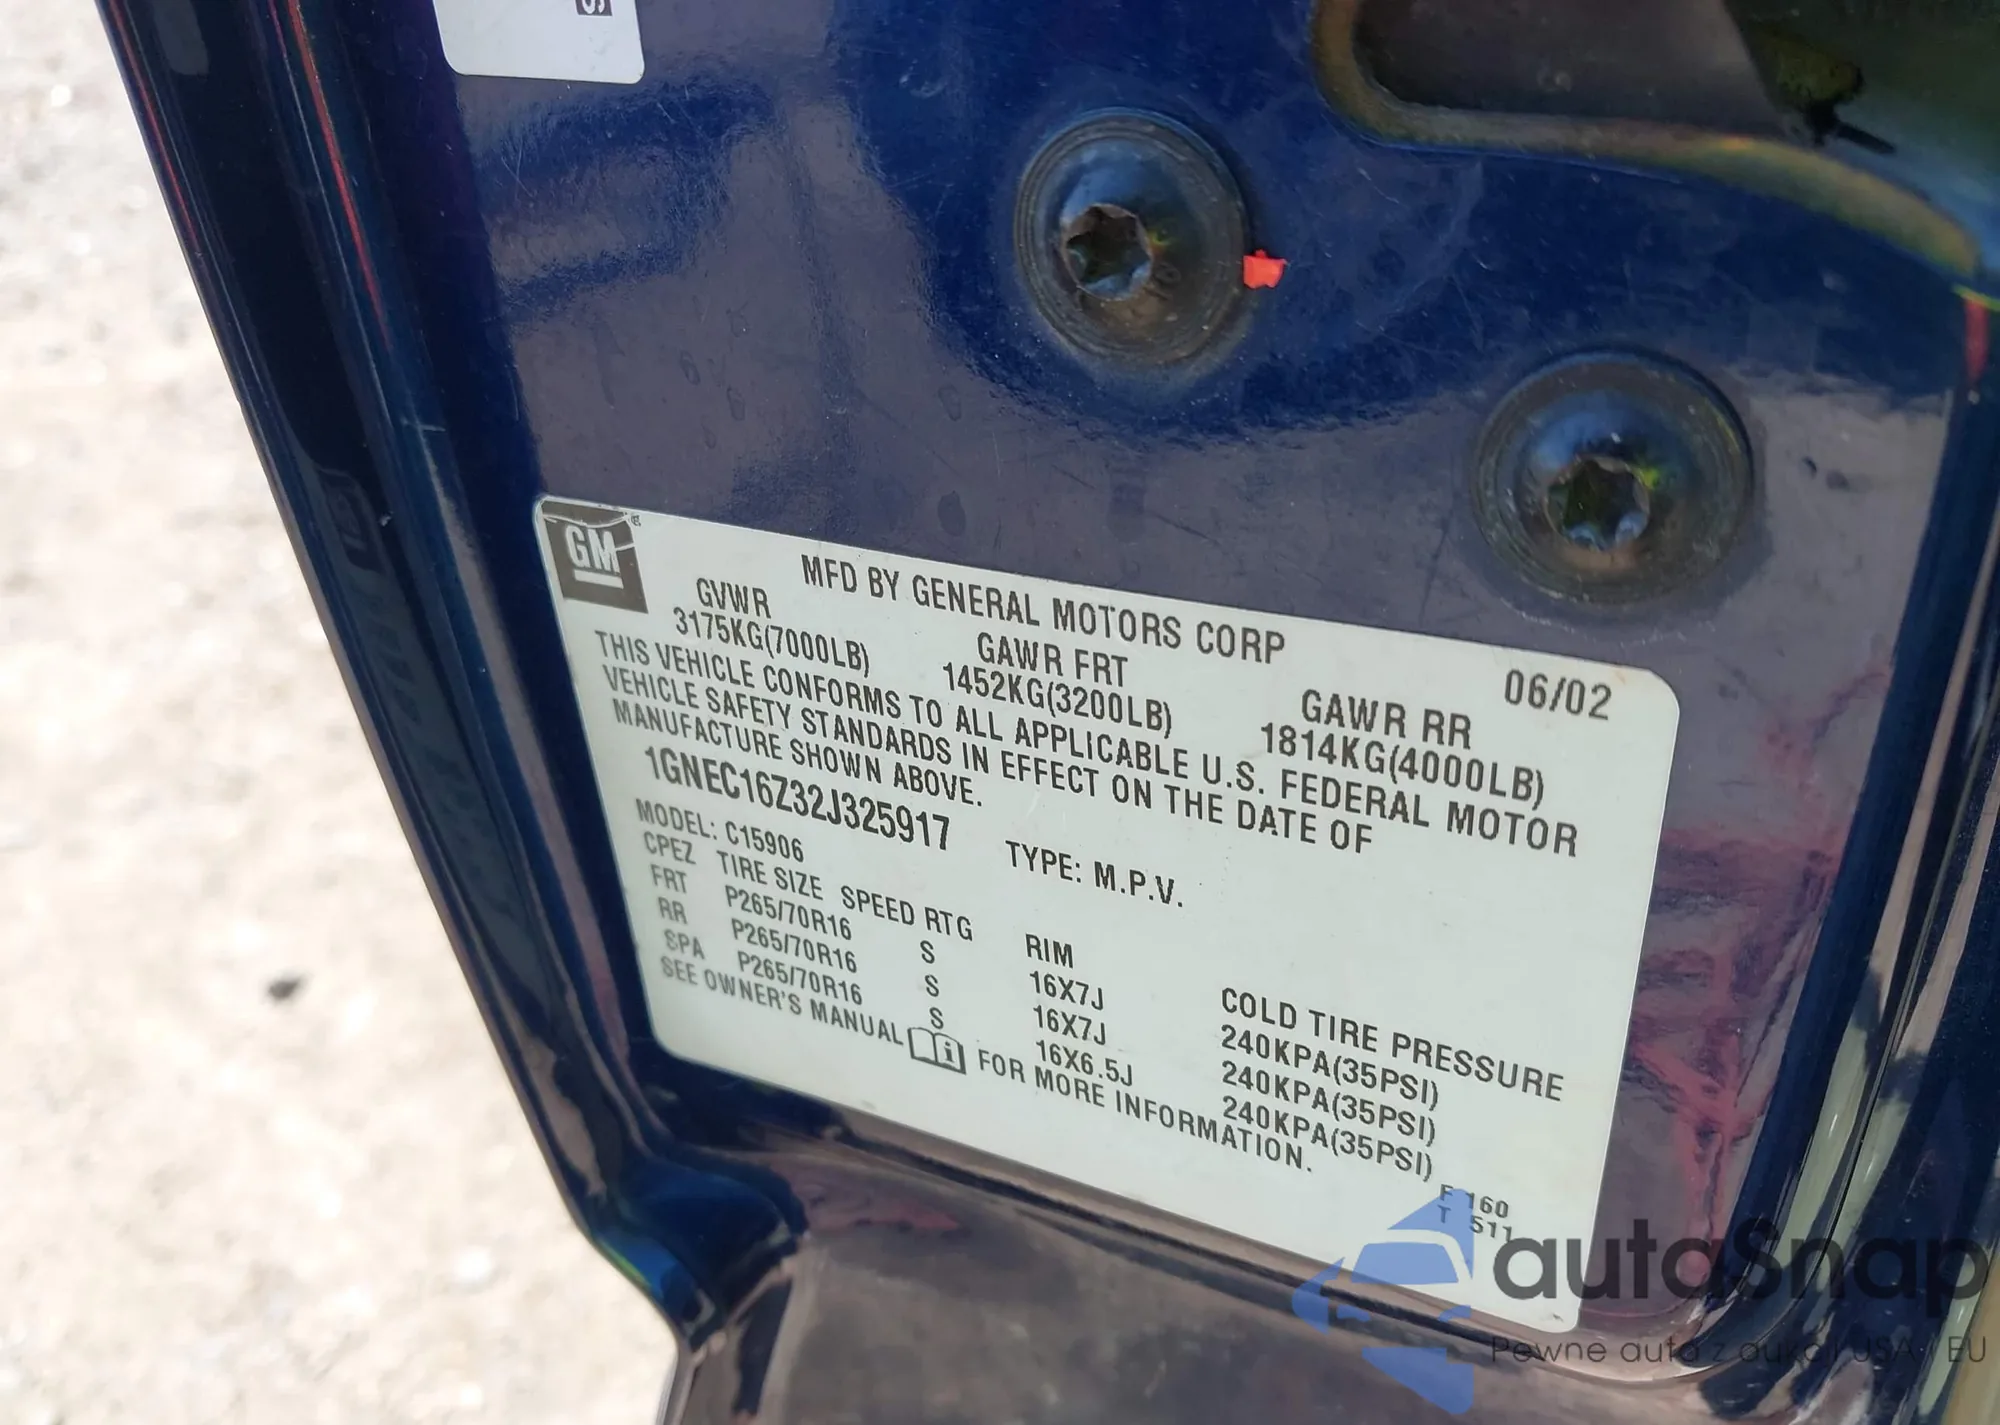 S
GM
MFD BY GENERAL MOTORS CORP 06/02
GVWR GAWR FRT GAWR RR
3175KG(7000LB) 1452KG(3200LB) 1814KG(4000LB)
THIS VEHICLE CONFORMS TO ALL APPLICABLE U.S. FEDERAL MOTOR
VEHICLE SAFETY STANDARDS IN EFFECT ON THE DATE OF
MANUFACTURE SHOWN ABOVE.
1GNEC16Z32J325917 TYPE: M.P.V.
MODEL: C15906
CPEZ TIRE SIZE SPEED RTG RIM COLD TIRE PRESSURE
FRT P265/70R16 S 16X7J 240KPA(35PSI)
RR P265/70R16 S 16X7J 240KPA(35PSI)
SPA P265/70R16 S 16X6.5J 240KPA(35PSI)
SEE OWNER'S MANUAL FOR MORE INFORMATION.
F 160
T 511
autaSnap
Pewne auta z aukcji USA i EU